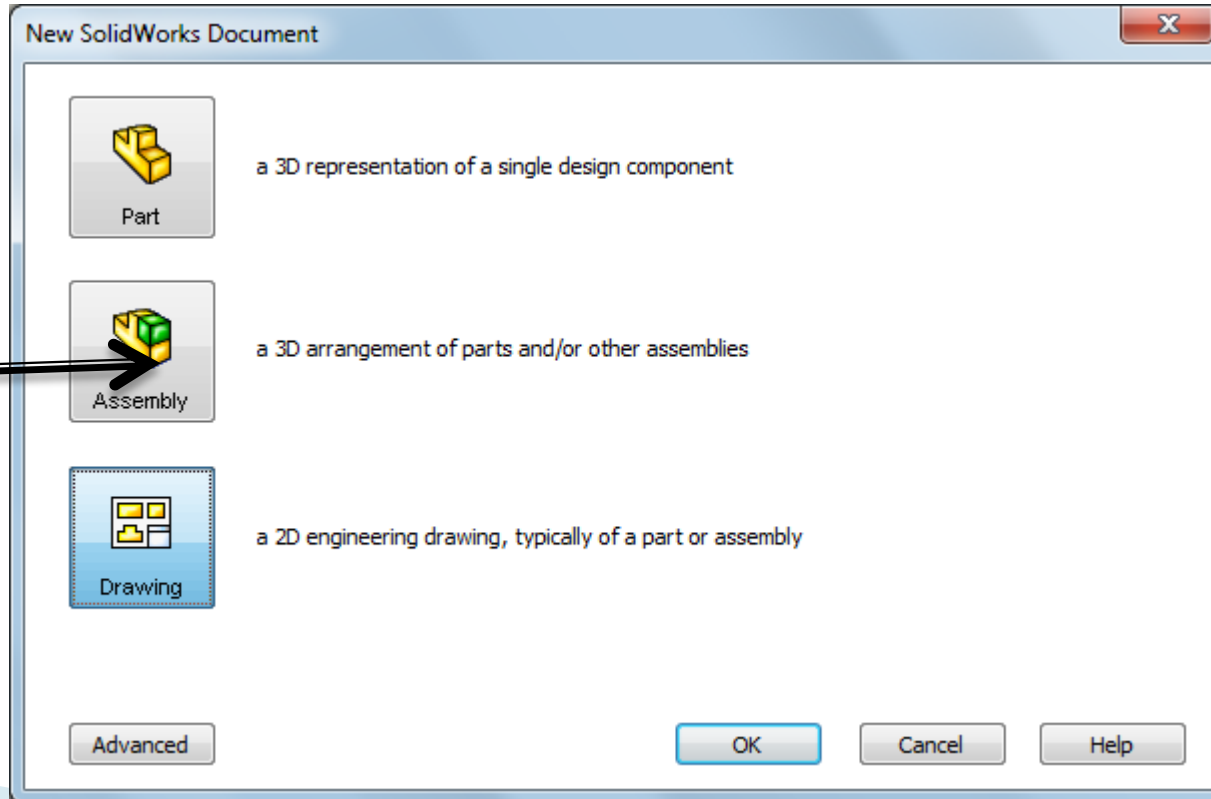 New SolidWorks Document
Part
a 3D representation of a single design component
Assembly
a 3D arrangement of parts and/or other assemblies
Drawing
a 2D engineering drawing, typically of a part or assembly
Advanced
OK
Cancel
Help